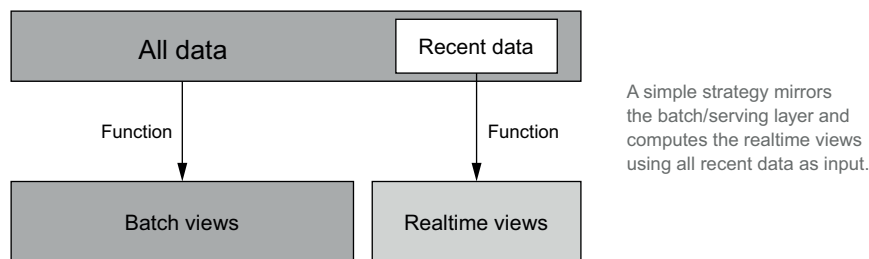 All data
Recent data
Function
Function
Batch views
Realtime views
A simple strategy mirrors
the batch/serving layer and
computes the realtime views
using all recent data as input.